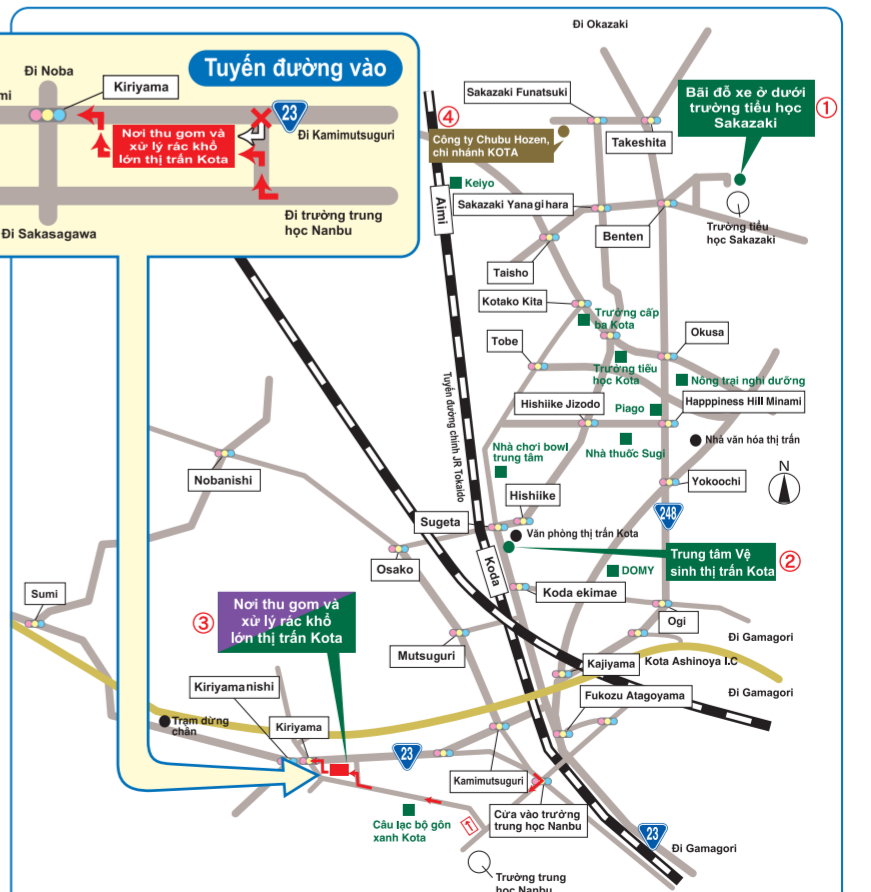 Đi Okazaki
Tuyến đường vào
Đi Noba
mi
Kiriyama
23
Đi Kamimutsuguri
Nơi thu gom và
xử lý rác khổ
lớn thị trấn Kota
Đi Sakasagawa
Đi trường trung
học Nanbu
Sakazaki Funatsuki
④
Công ty Chubu Hozen,
chi nhánh KOTA
Takeshita
Bãi đỗ xe ở dưới
trường tiểu học
Sakazaki
①
Aimi
Keiyo
Sakazaki Yanagihara
Benten
Trường tiểu
học Sakazaki
Taisho
Kotako Kita
Trường cấp
ba Kota
Okusa
Tobe
Trường tiểu
học Kota
Nông trại nghỉ dưỡng
Tuyến đường chính JR Tokaido
Hishiike Jizodo
Piago
Happpiness Hill Minami
Nhà văn hóa thị trấn
Nhà thuốc Sugi
Nhà chơi bowl
trung tâm
Nobanishi
Yokoochi
N
Hishiike
248
Sugeta
Văn phòng thị trấn Kota
Osako
Koda
Trung tâm Vệ
sinh thị trấn Kota
②
DOMY
Koda ekimae
Sumi
③
Nơi thu gom và
xử lý rác khổ
lớn thị trấn Kota
Ogi
Mutsuguri
Đi Gamagori
Kajiyama
Kota Ashinoya I.C
Kiriyamanishi
Fukozu Atagoyama
Đi Gamagori
Trạm dừng
chân
Kiriyama
23
Kamimutsuguri
Câu lạc bộ gôn
xanh Kota
Cửa vào trường
trung học Nanbu
23
Đi Gamagori
Trường trung
học Nanbu